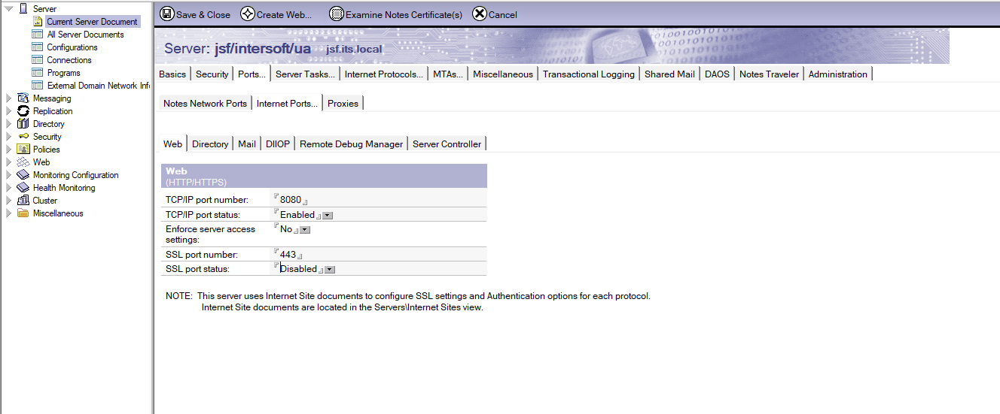 Server
Current Server Document
All Server Documents
Configurations
Connections
Programs
External Domain Network Inf
Messaging
Replication
Directory
Security
Policies
Web
Monitoring Configuration
Health Monitoring
Cluster
Miscellaneous
Save & Close Create Web... Examine Notes Certificate(s) Cancel
Server: jsf/intersoft/ua jsf.its.local
Basics Security Ports... Server Tasks... Internet Protocols... MTAs... Miscellaneous Transactional Logging Shared Mail DAOS Notes Traveler Administration
Notes Network Ports Internet Ports... Proxies
Web Directory Mail DIIOP Remote Debug Manager Server Controller
Web
(HTTP/HTTPS)
TCP/IP port number: 8080
TCP/IP port status: Enabled
Enforce server access No
settings:
SSL port number: 443
SSL port status: Disabled
NOTE: This server uses Internet Site documents to configure SSL settings and Authentication options for each protocol.
Internet Site documents are located in the Servers\Internet Sites view.